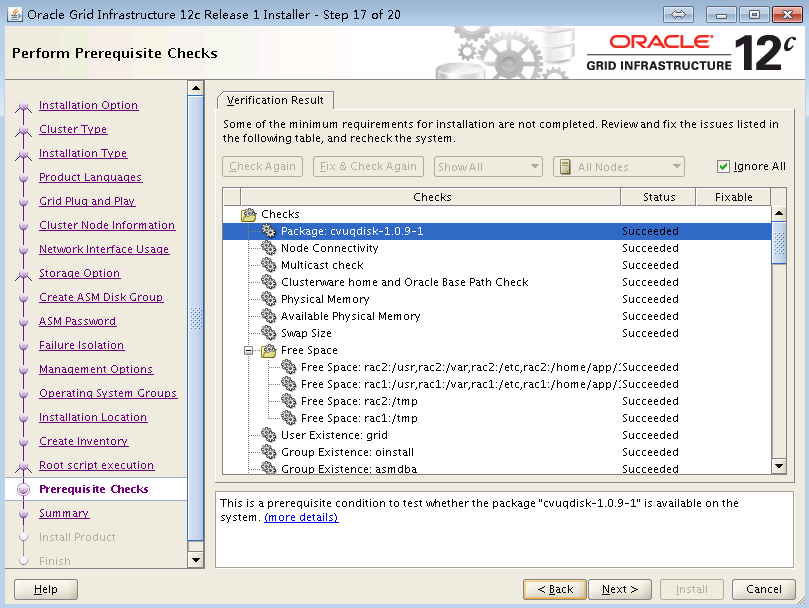 Oracle Grid Infrastructure 12c Release 1 Installer - Step 17 of 20
Perform Prerequisite Checks
ORACLE
GRID INFRASTRUCTURE
12c
Installation Option
Cluster Type
Installation Type
Product Languages
Grid Plug and Play
Cluster Node Information
Network Interface Usage
Storage Option
Create ASM Disk Group
ASM Password
Failure Isolation
Management Options
Operating System Groups
Installation Location
Create Inventory
Root script execution
Prerequisite Checks
Summary
Install Product
Finish
Verification Result
Some of the minimum requirements for installation are not completed. Review and fix the issues listed in
the following table, and recheck the system.
Check Again Fix & Check Again Show All All Nodes Ignore All
Checks Status Fixable
Checks
Package: cvuqdisk-1.0.9-1 Succeeded
Node Connectivity Succeeded
Multicast check Succeeded
Clusterware home and Oracle Base Path Check Succeeded
Physical Memory Succeeded
Available Physical Memory Succeeded
Swap Size Succeeded
Free Space
Free Space: rac2:/usr,rac2:/var,rac2:/etc,rac2:/home/app/ Succeeded
Free Space: rac1:/usr,rac1:/var,rac1:/etc,rac1:/home/app/ Succeeded
Free Space: rac2:/tmp Succeeded
Free Space: rac1:/tmp Succeeded
User Existence: grid Succeeded
Group Existence: oinstall Succeeded
Group Existence: asmdba Succeeded
This is a prerequisite condition to test whether the package "cvuqdisk-1.0.9-1" is available on the
system. (more details)
Help < Back Next > Install Cancel